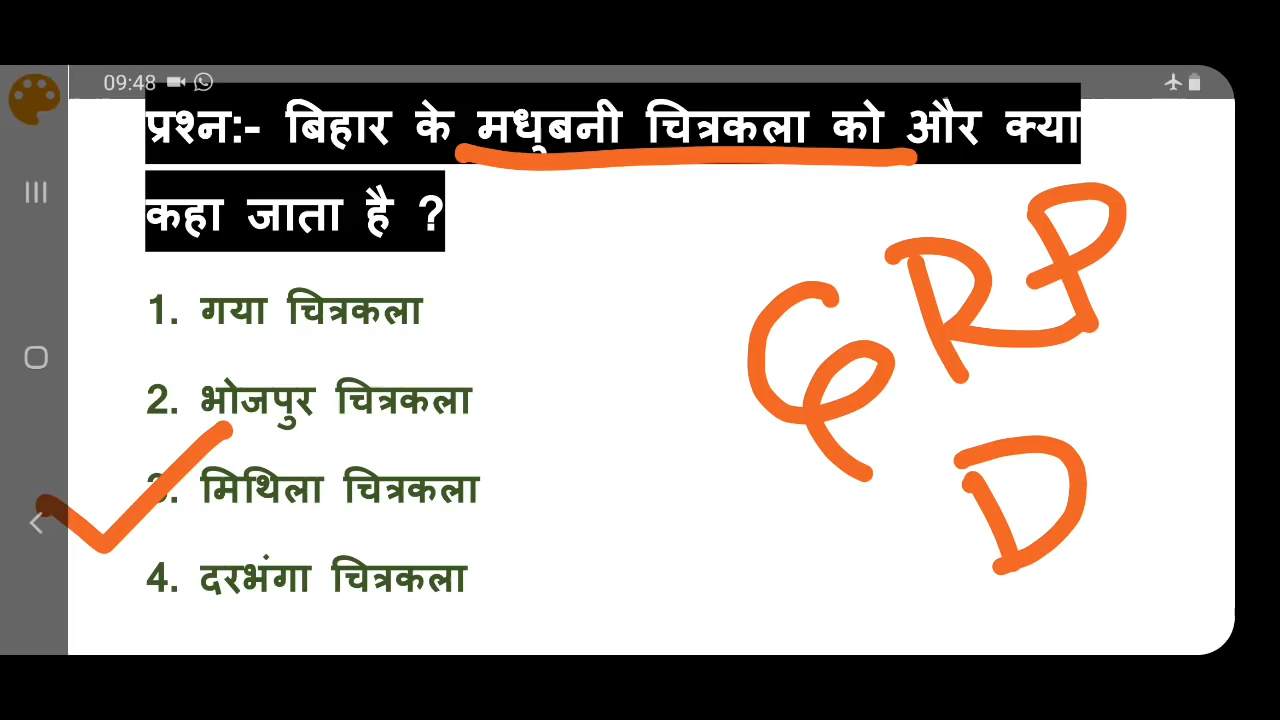 09:48
प्रश्न:- बिहार के मधुबनी चित्रकला को और क्या
कहा जाता है ?
1. गया चित्रकला
2. भोजपुर चित्रकला
3. मिथिला चित्रकला
4. दरभंगा चित्रकला
GRP
D